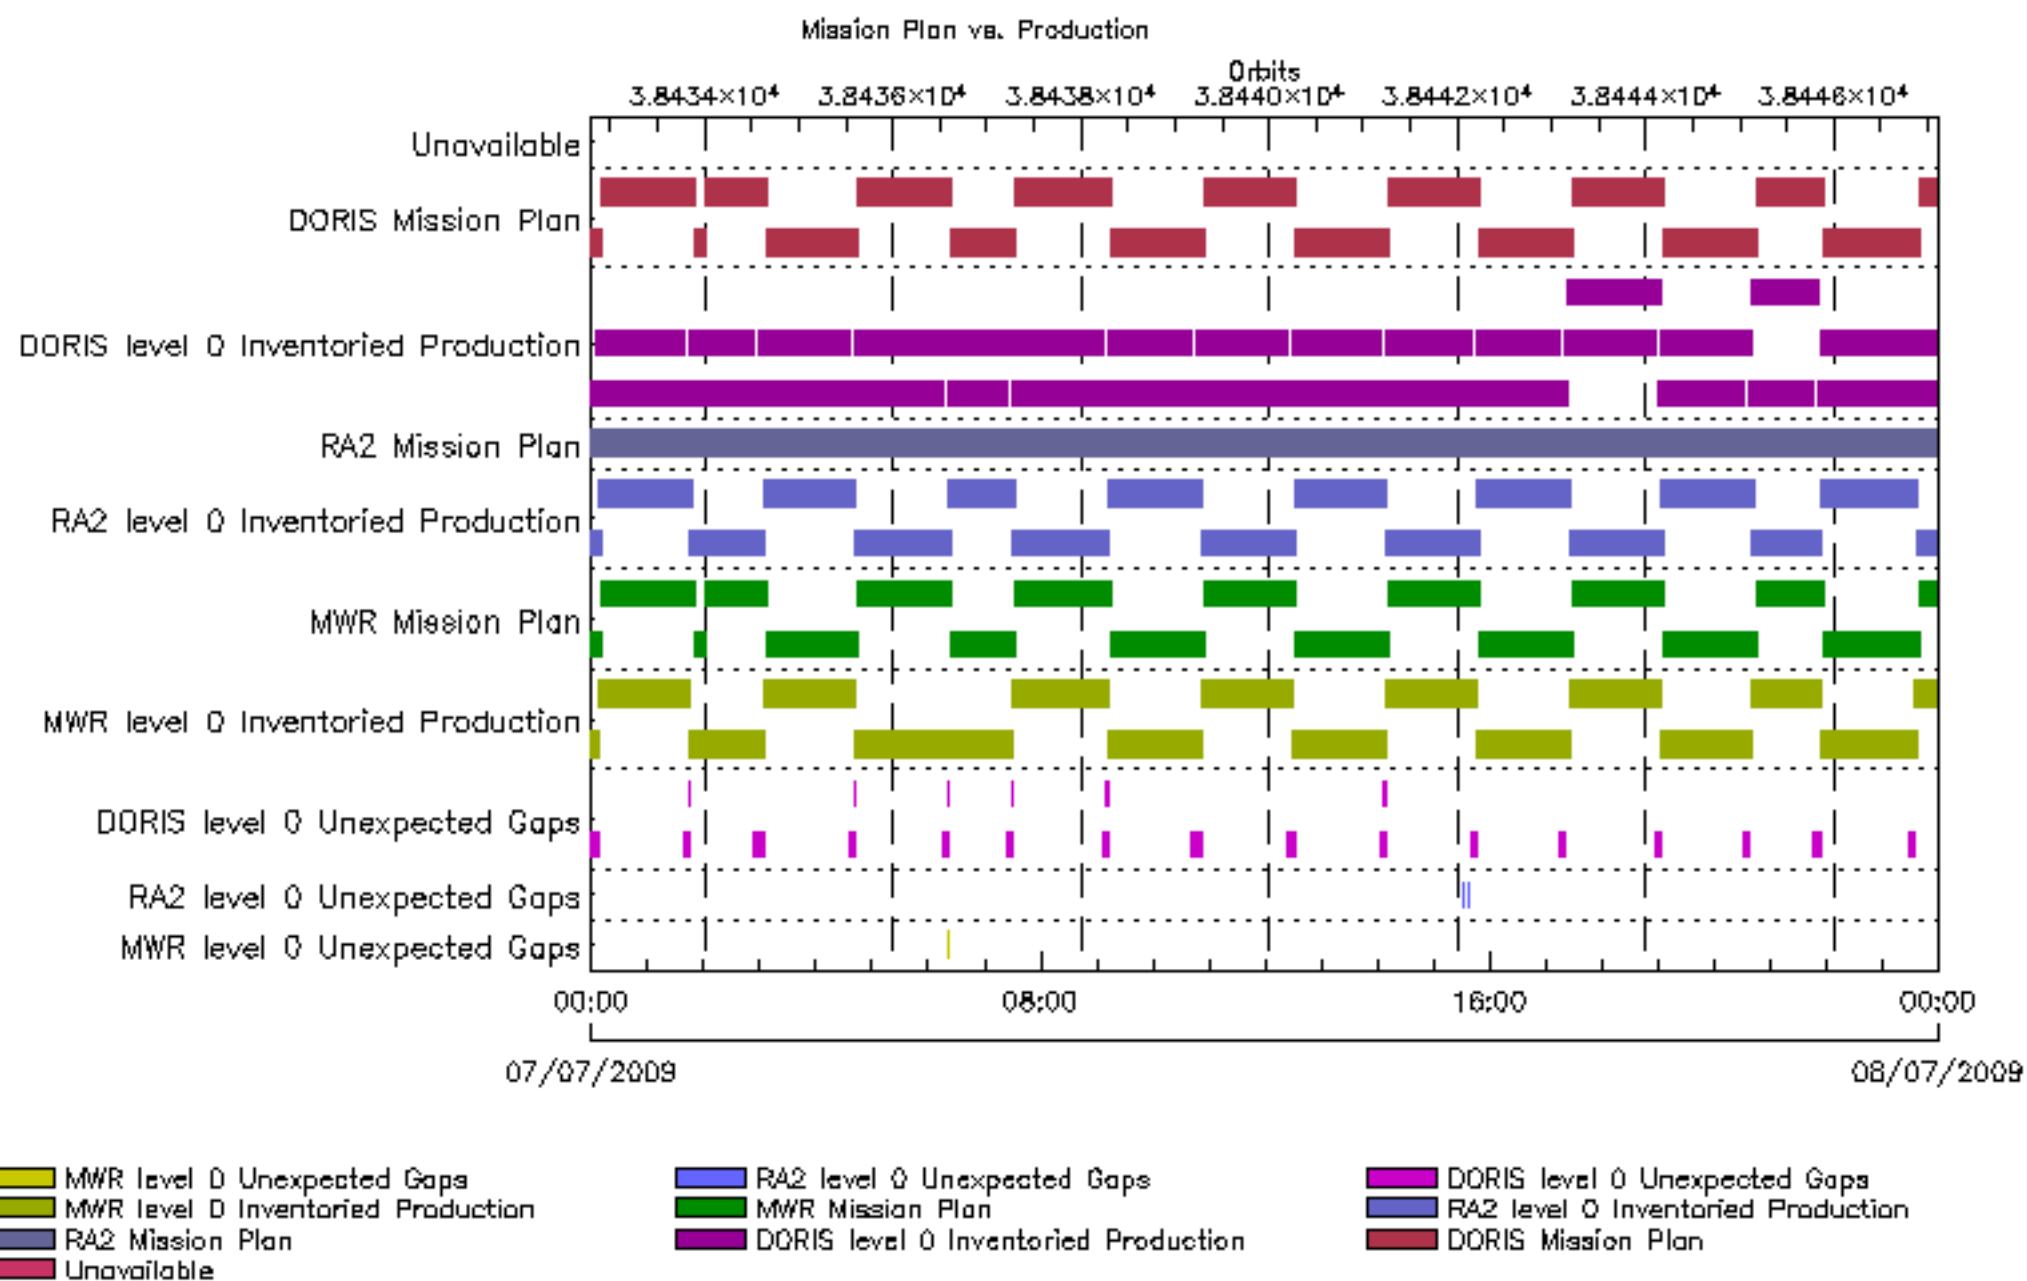 Mission Plan vs. Production
Orbits
3.8434×10⁴ 3.8436×10⁴ 3.8438×10⁴ 3.8440×10⁴ 3.8442×10⁴ 3.8444×10⁴ 3.8446×10⁴
Unavailable
DORIS Mission Plan
DORIS level 0 Inventoried Production
RA2 Mission Plan
RA2 level 0 Inventoried Production
MWR Mission Plan
MWR level 0 Inventoried Production
DORIS level 0 Unexpected Gaps
RA2 level 0 Unexpected Gaps
MWR level 0 Unexpected Gaps
00:00 08:00 16:00 00:00
07/07/2009 08/07/2009
MWR level 0 Unexpected Gaps RA2 level 0 Unexpected Gaps DORIS level 0 Unexpected Gaps
MWR level 0 Inventoried Production MWR Mission Plan RA2 level 0 Inventoried Production
RA2 Mission Plan DORIS level 0 Inventoried Production DORIS Mission Plan
Unavailable